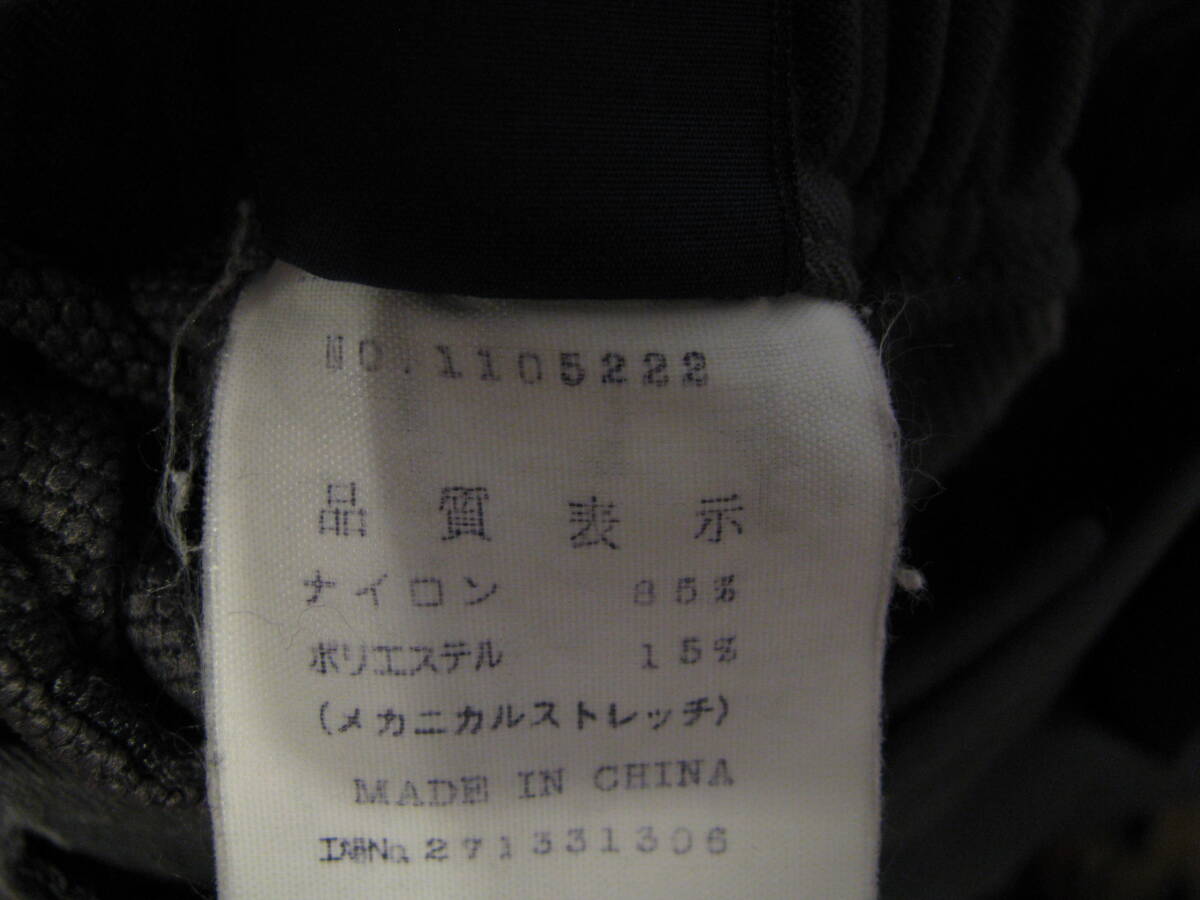 NO.1105222
品質表示
ナイロン 85%
ポリエステル 15%
(メカニカルストレッチ)
MADE IN CHINA
工場No.271331306